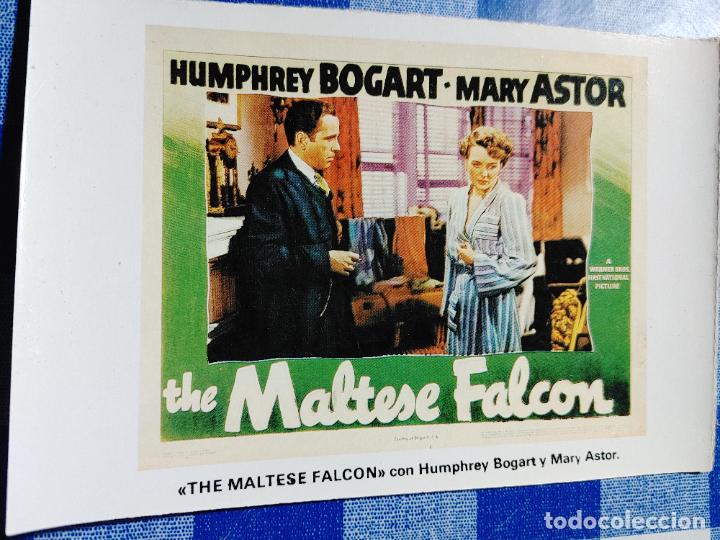 HUMPHREY BOGART · MARY ASTOR
A
WARNER BROS.
FIRST NATIONAL
PICTURE
the Maltese Falcon
«THE MALTESE FALCON» con Humphrey Bogart y Mary Astor.
todocoleccion